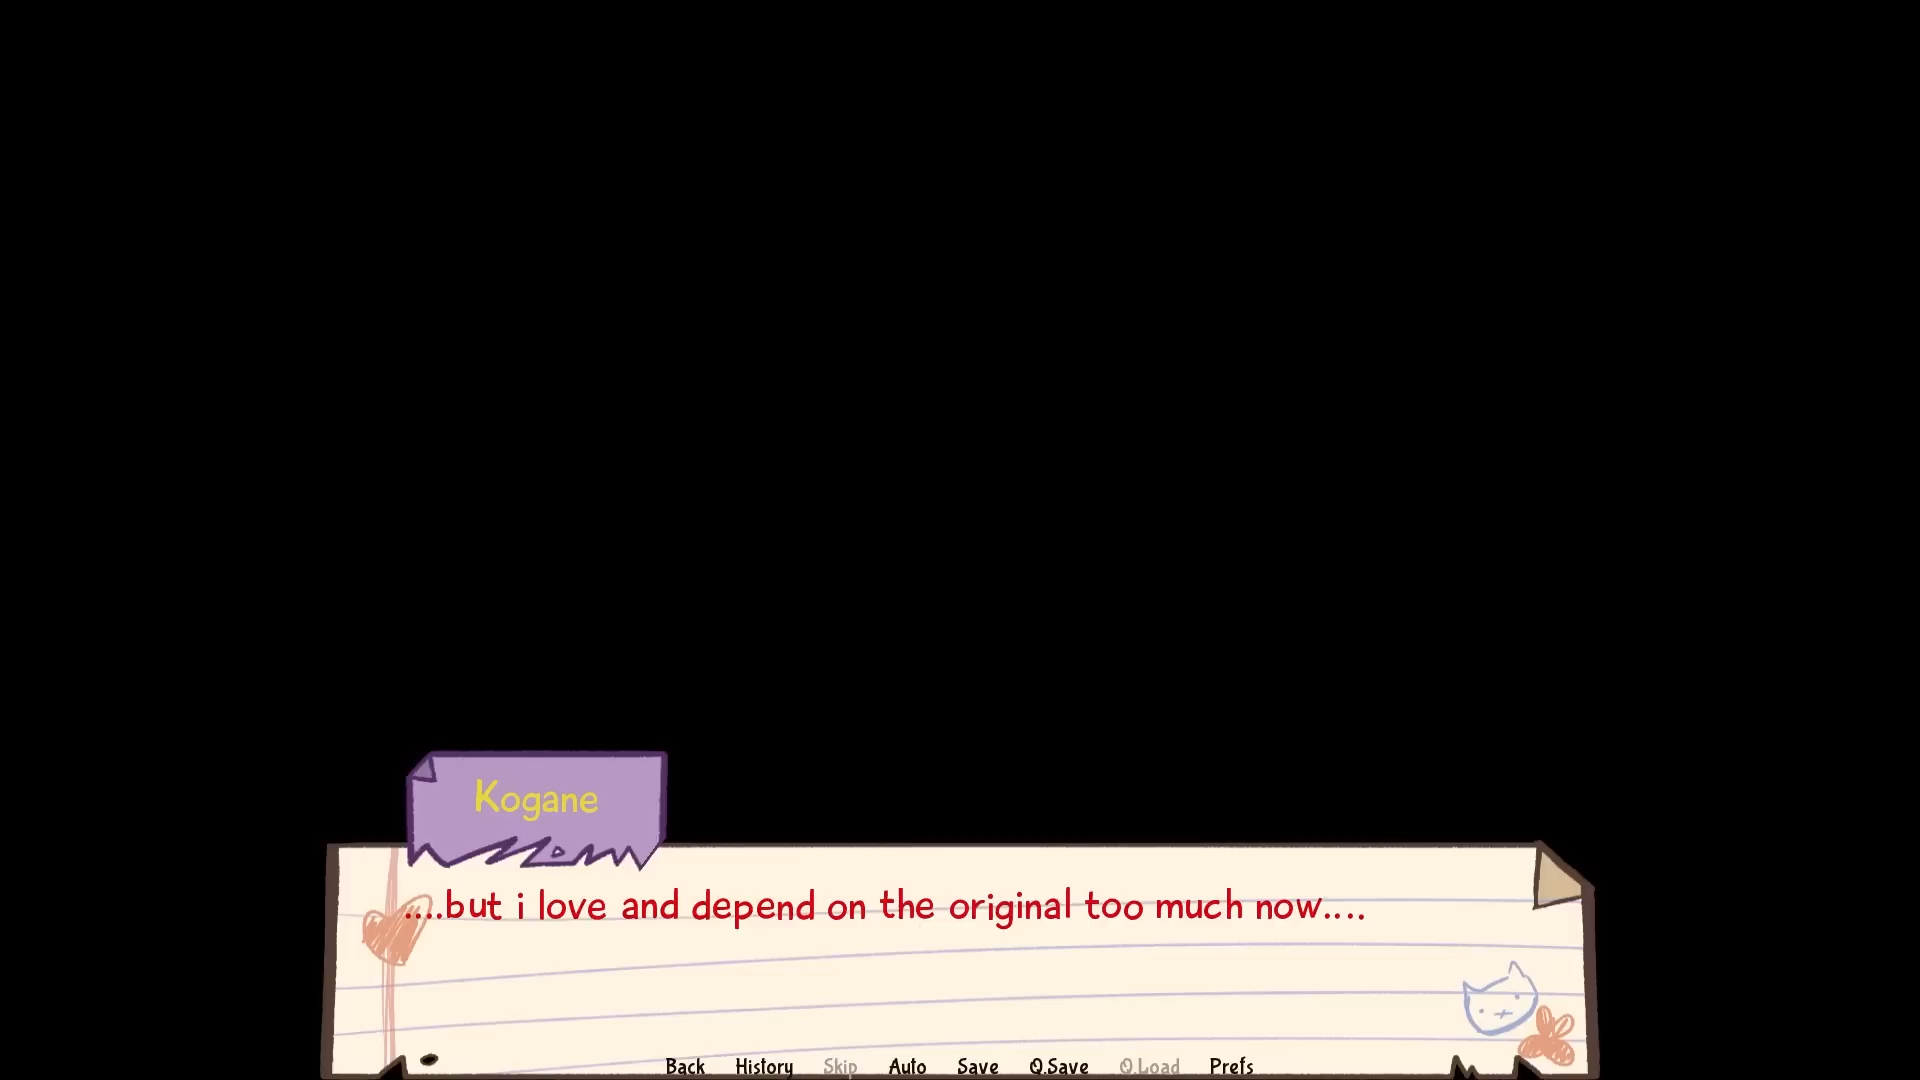 Kogane
....but i love and depend on the original too much now....
Back History Skip Auto Save Q.Save Q.Load Prefs